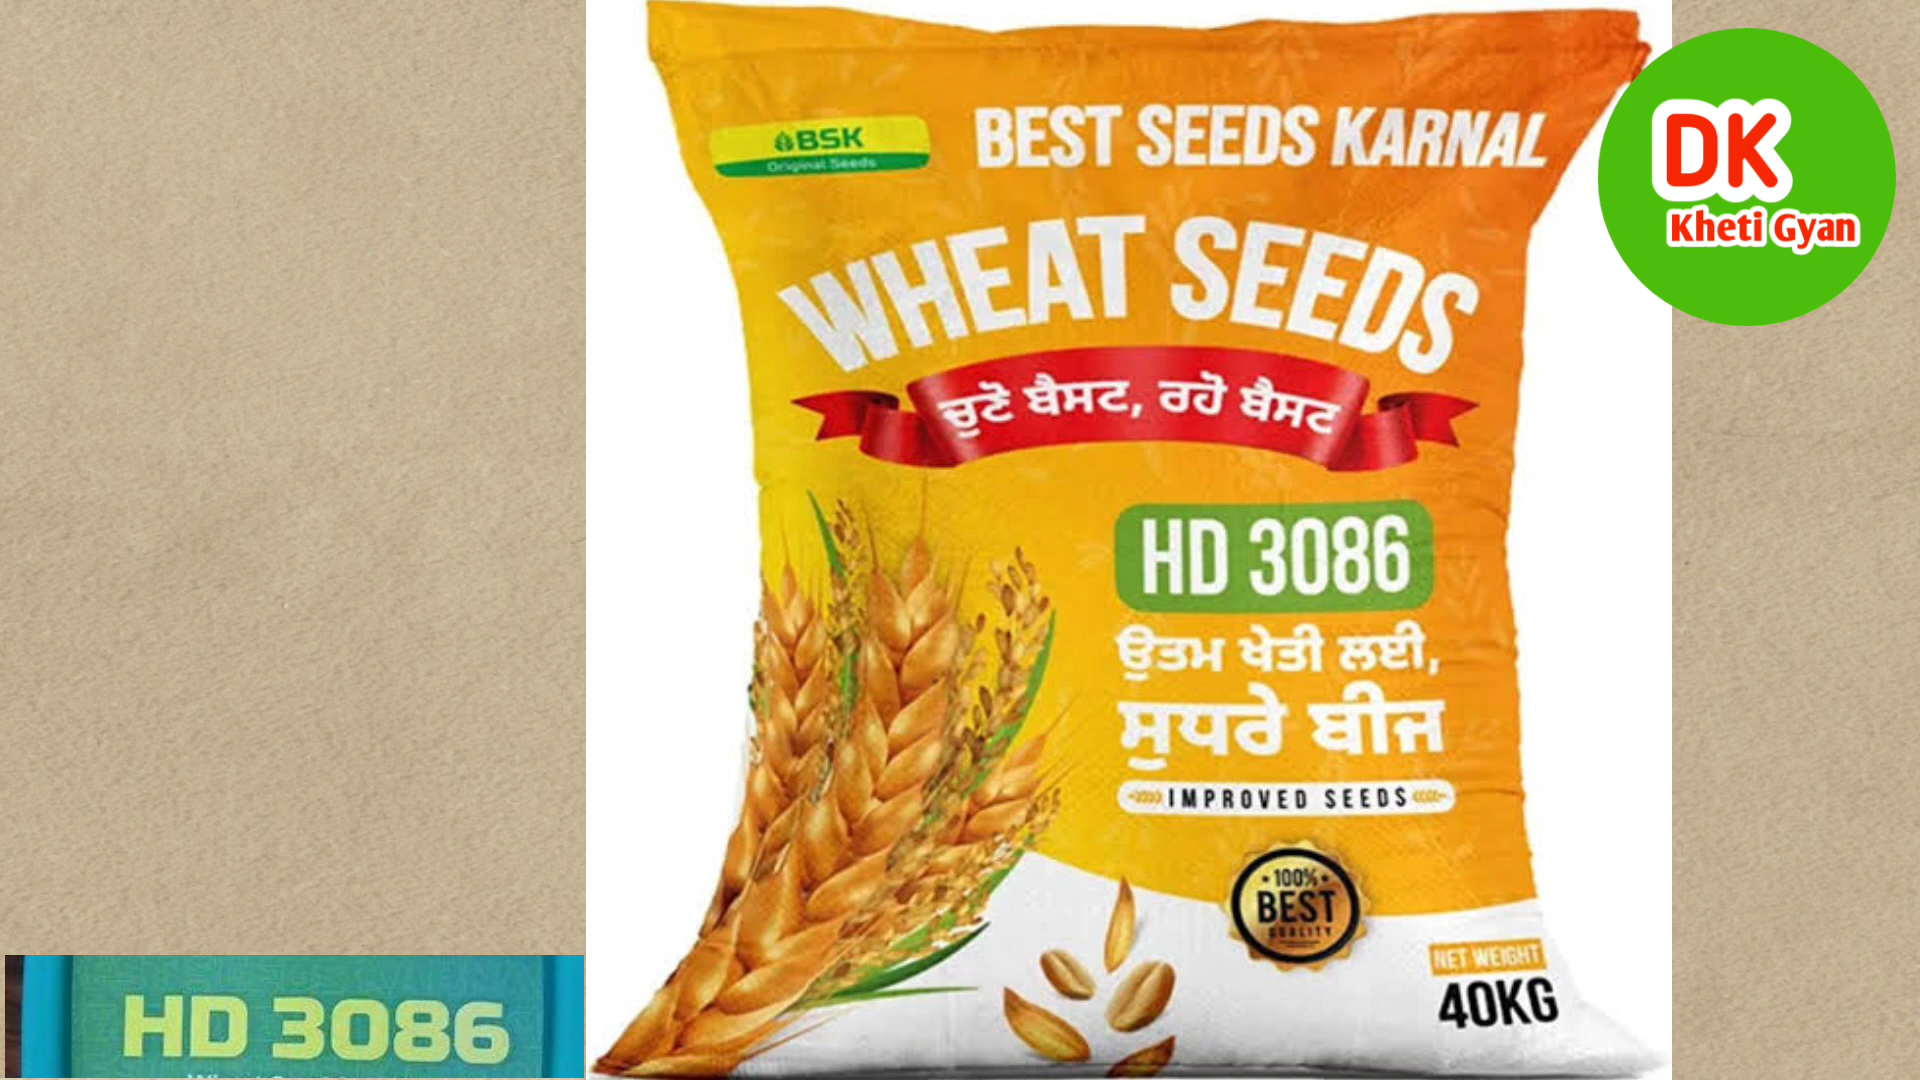 BSK
Original Seeds
BEST SEEDS KARNAL
DK
Kheti Gyan
WHEAT SEEDS
ਚੁਣੋ ਬੈਸਟ, ਰਹੋ ਬੈਸਟ
HD 3086
ਉਤਮ ਖੇਤੀ ਲਈ,
ਸੁਧਰੇ ਬੀਜ
IMPROVED SEEDS
100%
BEST
QUALITY
NET WEIGHT
40KG
HD 3086